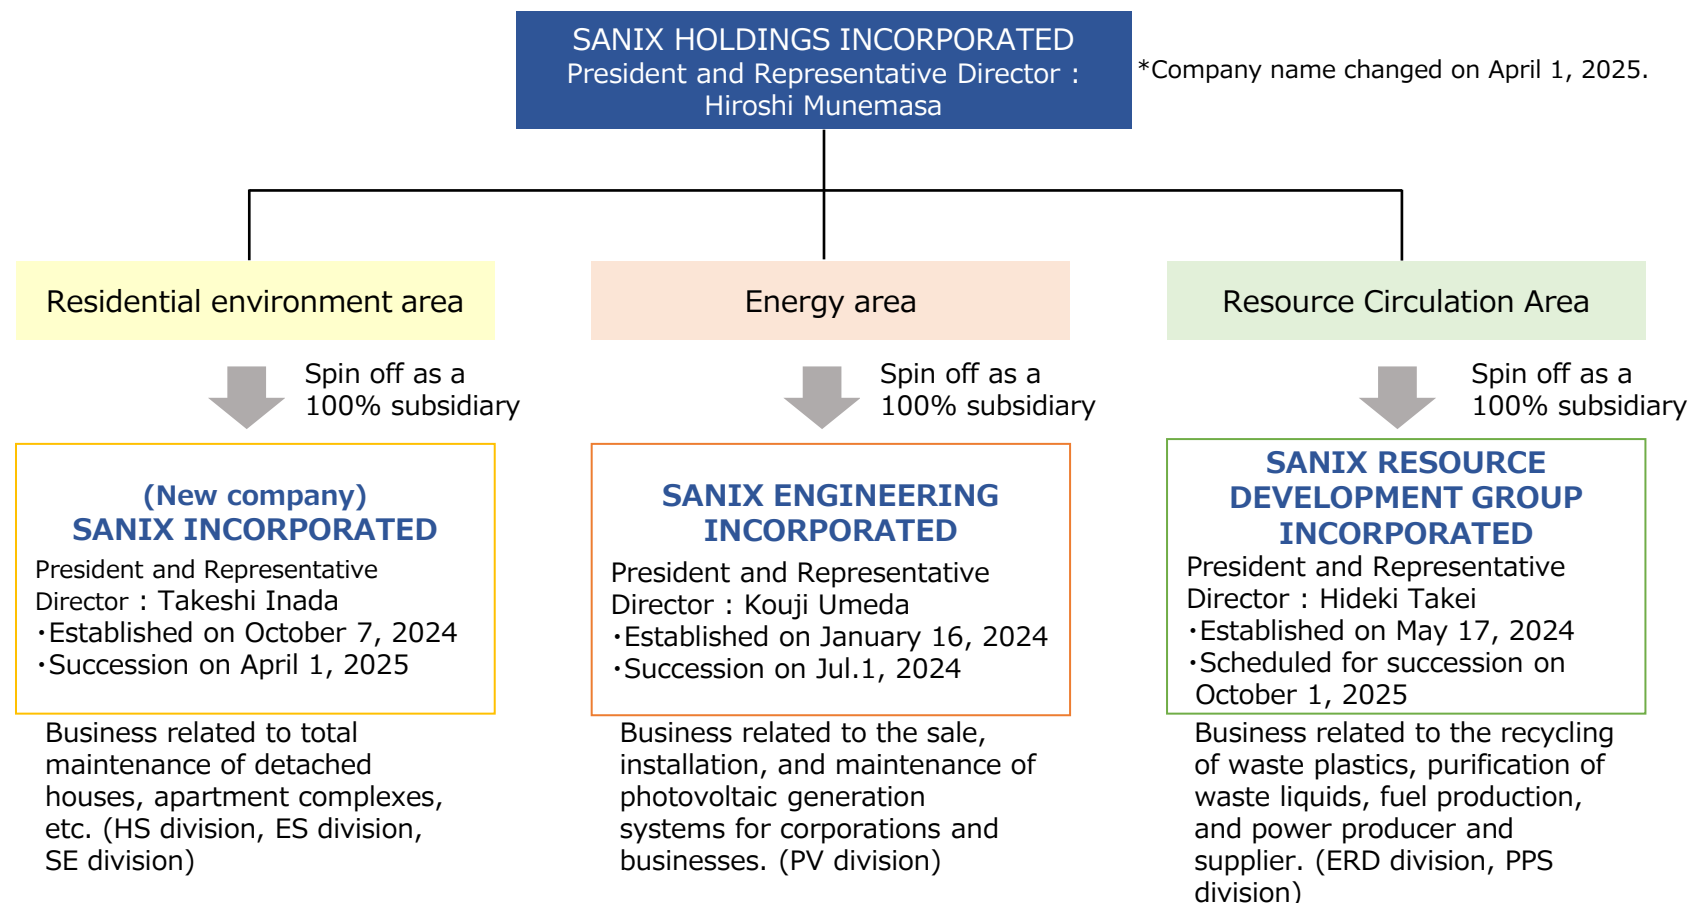 SANIX HOLDINGS INCORPORATED
President and Representative Director :
Hiroshi Munemasa
*Company name changed on April 1, 2025.
Residential environment area
Spin off as a
100% subsidiary
(New company)
SANIX INCORPORATED
President and Representative
Director : Takeshi Inada
･Established on October 7, 2024
･Succession on April 1, 2025
Business related to total
maintenance of detached
houses, apartment complexes,
etc. (HS division, ES division,
SE division)
Energy area
Spin off as a
100% subsidiary
SANIX ENGINEERING
INCORPORATED
President and Representative
Director : Kouji Umeda
･Established on January 16, 2024
･Succession on Jul.1, 2024
Business related to the sale,
installation, and maintenance of
photovoltaic generation
systems for corporations and
businesses. (PV division)
Resource Circulation Area
Spin off as a
100% subsidiary
SANIX RESOURCE
DEVELOPMENT GROUP
INCORPORATED
President and Representative
Director : Hideki Takei
･Established on May 17, 2024
･Scheduled for succession on
October 1, 2025
Business related to the recycling
of waste plastics, purification of
waste liquids, fuel production,
and power producer and
supplier. (ERD division, PPS
division)